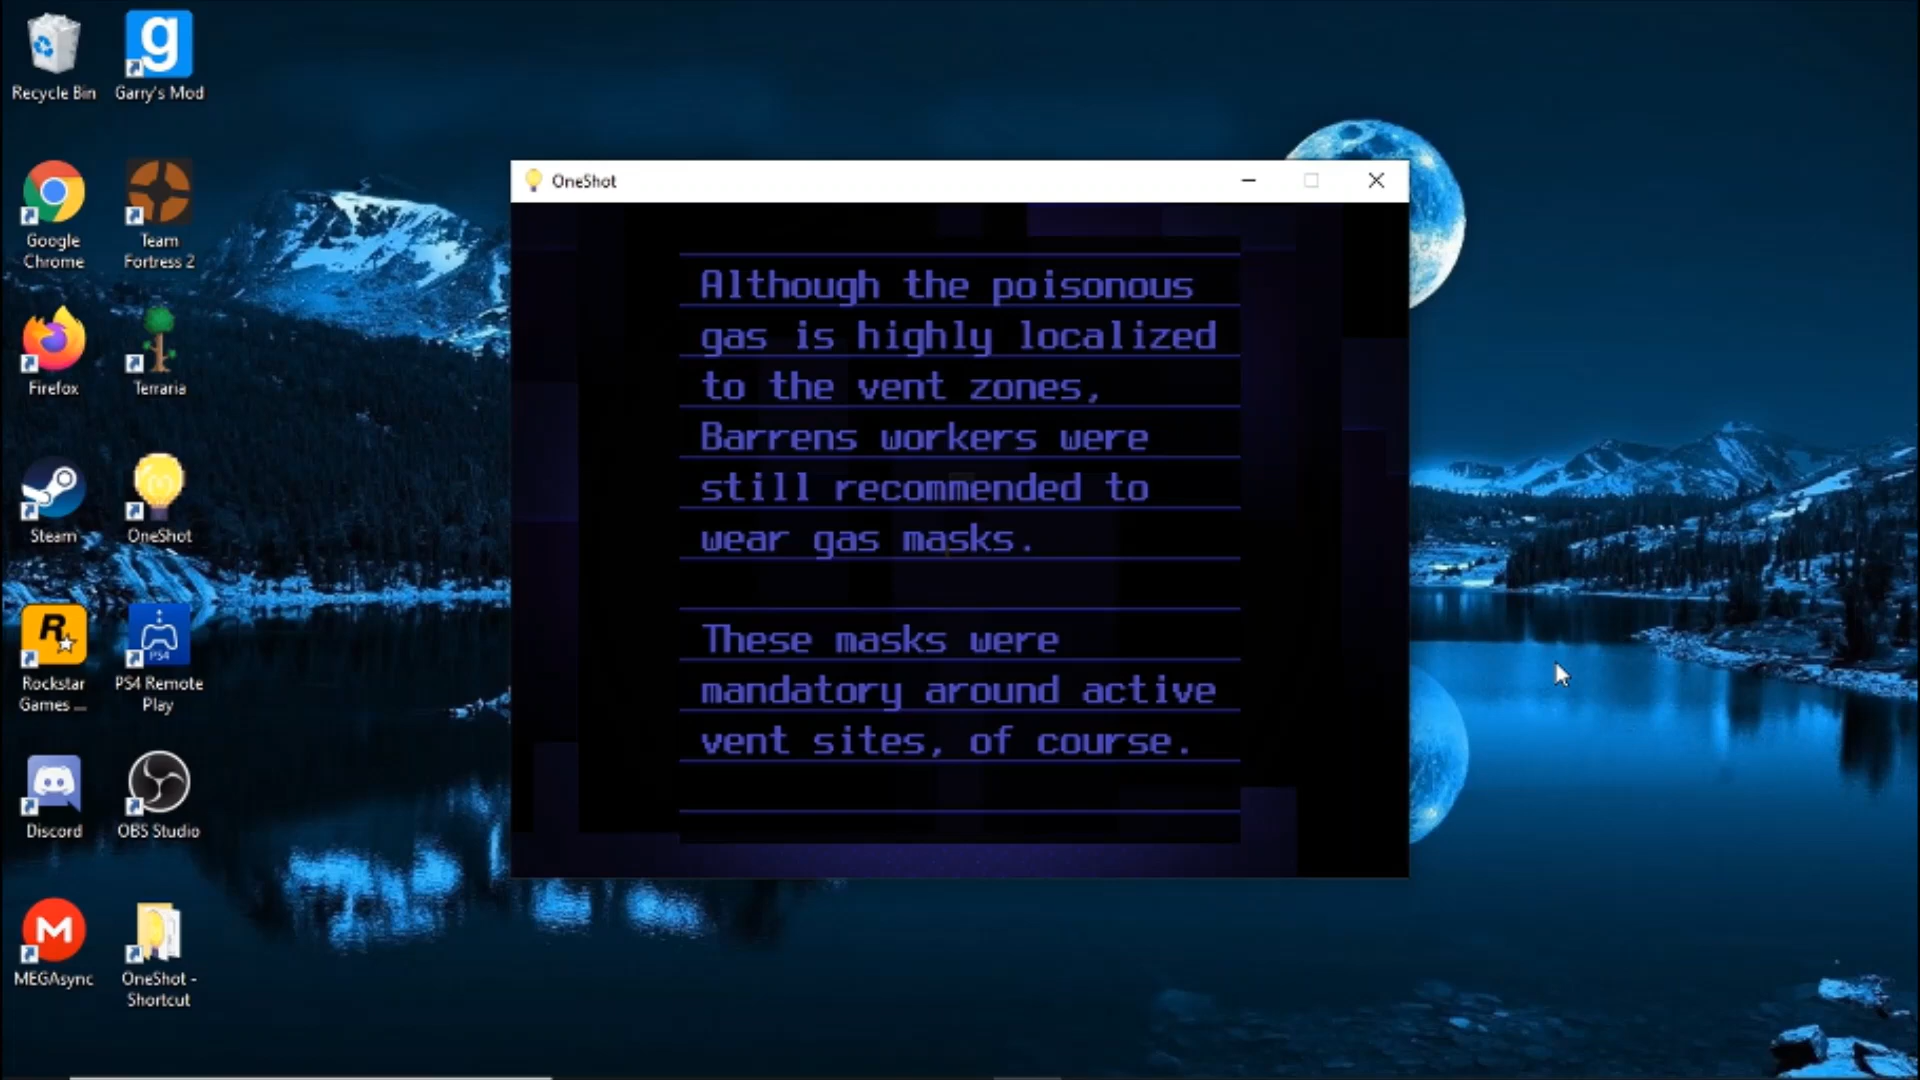 Recycle Bin
Garry's Mod
Google
Chrome
Team
Fortress 2
Firefox
Terraria
Steam
OneShot
Rockstar
Games ...
PS4
PS4 Remote
Play
Discord
OBS Studio
MEGAsync
OneShot -
Shortcut
OneShot
Although the poisonous
gas is highly localized
to the vent zones,
Barrens workers were
still recommended to
wear gas masks.
These masks were
mandatory around active
vent sites, of course.